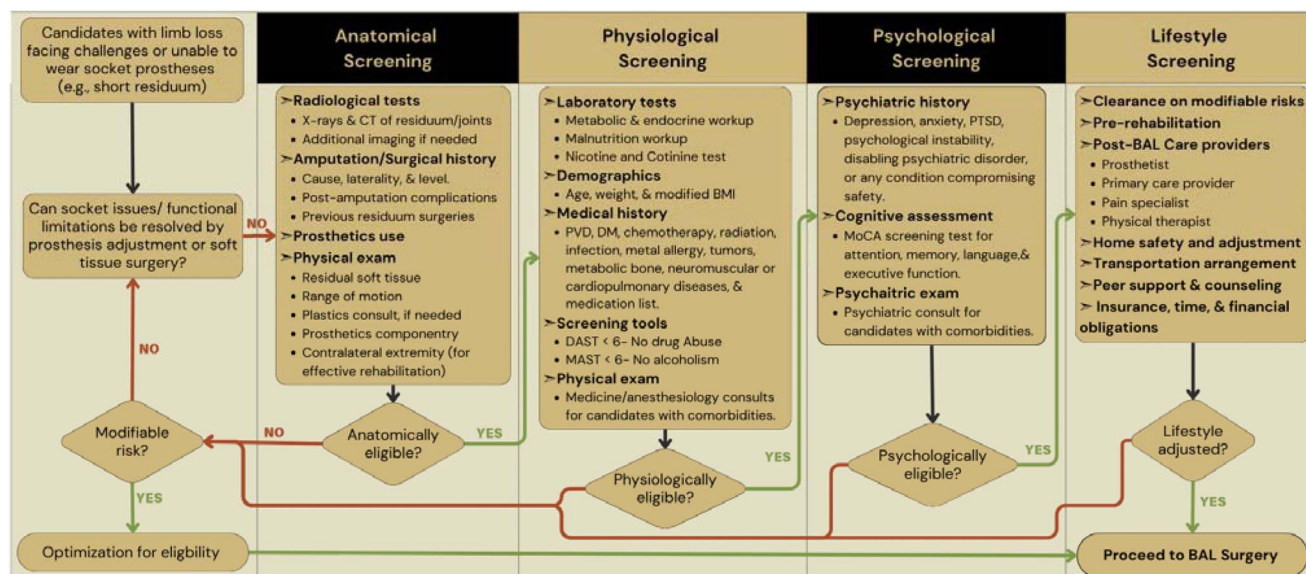 Candidates with limb loss
facing challenges or unable to
wear socket prostheses
(e.g., short residuum)
Can socket issues/ functional
limitations be resolved by
prosthesis adjustment or soft
tissue surgery?
NO
NO
Modifiable
risk?
YES
Optimization for eligbility
Anatomical
Screening
➣Radiological tests
• X-rays & CT of residuum/joints
• Additional imaging if needed
➣Amputation/Surgical history
• Cause, laterality, & level.
• Post-amputation complications
• Previous residuum surgeries
➣Prosthetics use
➣Physical exam
• Residual soft tissue
• Range of motion
• Plastics consult, if needed
• Prosthetics componentry
• Contralateral extremity (for
effective rehabilitation)
NO
Anatomically
eligible?
YES
Physiological
Screening
➣Laboratory tests
• Metabolic & endocrine workup
• Malnutrition workup
• Nicotine and Cotinine test
➣Demographics
• Age, weight, & modified BMI
➣Medical history
• PVD, DM, chemotherapy, radiation,
infection, metal allergy, tumors,
metabolic bone, neuromuscular or
cardiopulmonary diseases, &
medication list.
➣Screening tools
• DAST < 6- No drug Abuse
• MAST < 6- No alcoholism
➣Physical exam
• Medicine/anesthesiology consults
for candidates with comorbidities.
Physiologically
eligible?
YES
Psychological
Screening
➣Psychiatric history
• Depression, anxiety, PTSD,
psychological instability,
disabling psychiatric disorder,
or any condition compromising
safety.
➣Cognitive assessment
• MoCA screening test for
attention, memory, language,&
executive function.
➣Psychaitric exam
• Psychiatric consult for
candidates with comorbidities.
Psychologically
eligible?
YES
Lifestyle
Screening
➣Clearance on modifiable risks
➣Pre-rehabilitation
➣Post-BAL Care providers
• Prosthetist
• Primary care provider
• Pain specialist
• Physical therapist
➣Home safety and adjustment
➣Transportation arrangement
➣Peer support & counseling
➣ Insurance, time, & financial
obligations
Lifestyle
adjusted?
YES
Proceed to BAL Surgery